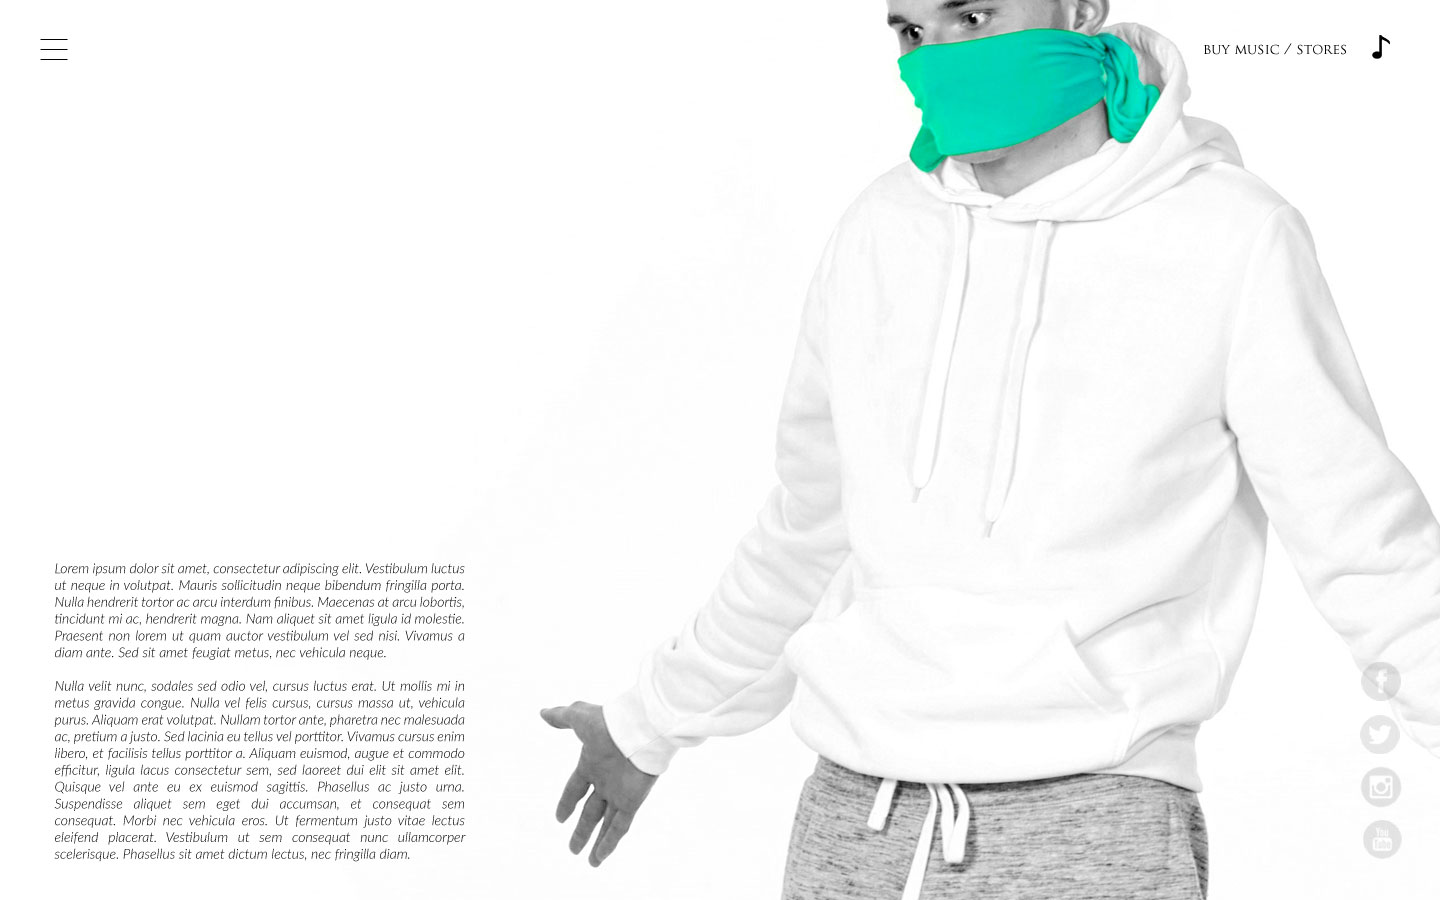 BUY MUSIC / STORES
Lorem ipsum dolor sit amet, consectetur adipiscing elit. Vestibulum luctus
ut neque in volutpat. Mauris sollicitudin neque bibendum fringilla porta.
Nulla hendrerit tortor ac arcu interdum finibus. Maecenas at arcu lobortis,
tincidunt mi ac, hendrerit magna. Nam aliquet sit amet ligula id molestie.
Praesent non lorem ut quam auctor vestibulum vel sed nisi. Vivamus a
diam ante. Sed sit amet feugiat metus, nec vehicula neque.
Nulla velit nunc, sodales sed odio vel, cursus luctus erat. Ut mollis mi in
metus gravida congue. Nulla vel felis cursus, cursus massa ut, vehicula
purus. Aliquam erat volutpat. Nullam tortor ante, pharetra nec malesuada
ac, pretium a justo. Sed lacinia eu tellus vel porttitor. Vivamus cursus enim
libero, et facilisis tellus porttitor a. Aliquam euismod, augue et commodo
efficitur, ligula lacus consectetur sem, sed laoreet dui elit sit amet elit.
Quisque vel ante eu ex euismod sagittis. Phasellus ac justo urna.
Suspendisse aliquet sem eget dui accumsan, et consequat sem
consequat. Morbi nec vehicula eros. Ut fermentum justo vitae lectus
eleifend placerat. Vestibulum ut sem consequat nunc ullamcorper
scelerisque. Phasellus sit amet dictum lectus, nec fringilla diam.
f
You
Tube